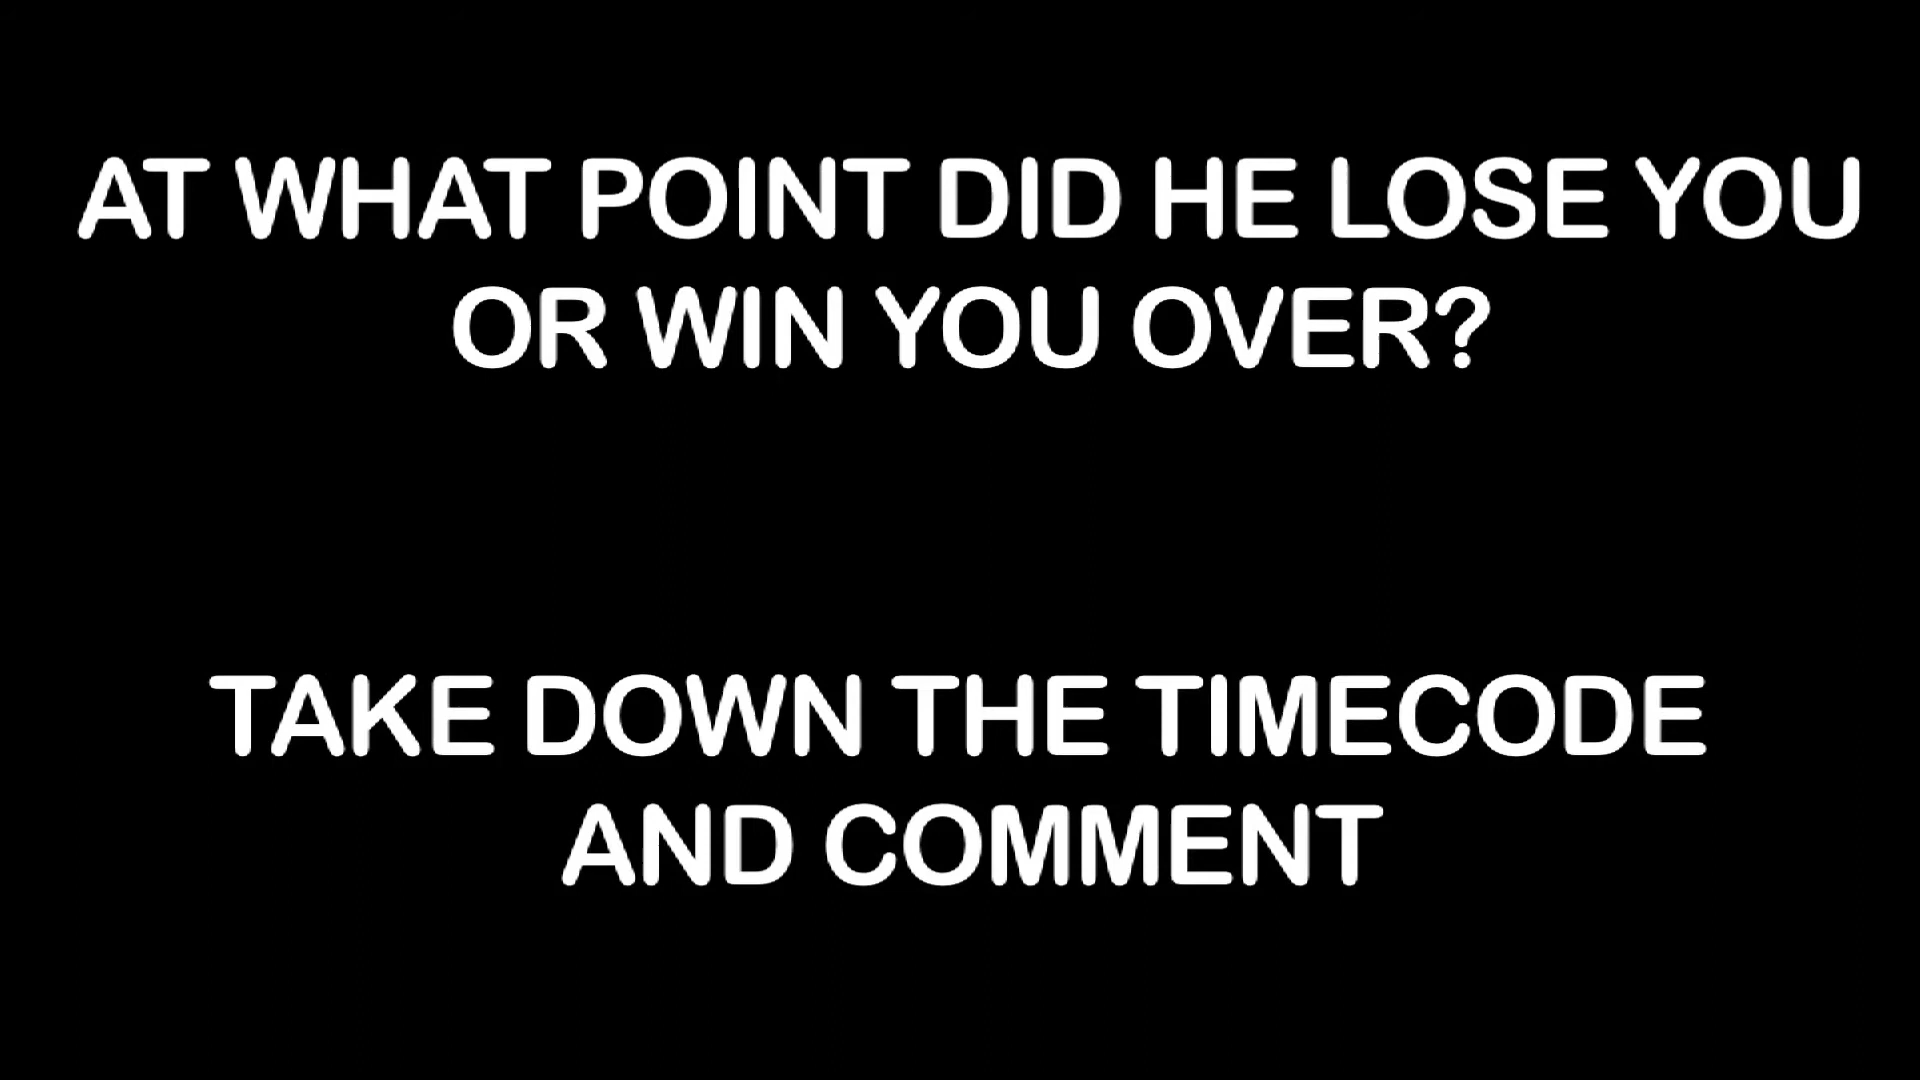 AT WHAT POINT DID HE LOSE YOU
OR WIN YOU OVER?
TAKE DOWN THE TIMECODE
AND COMMENT